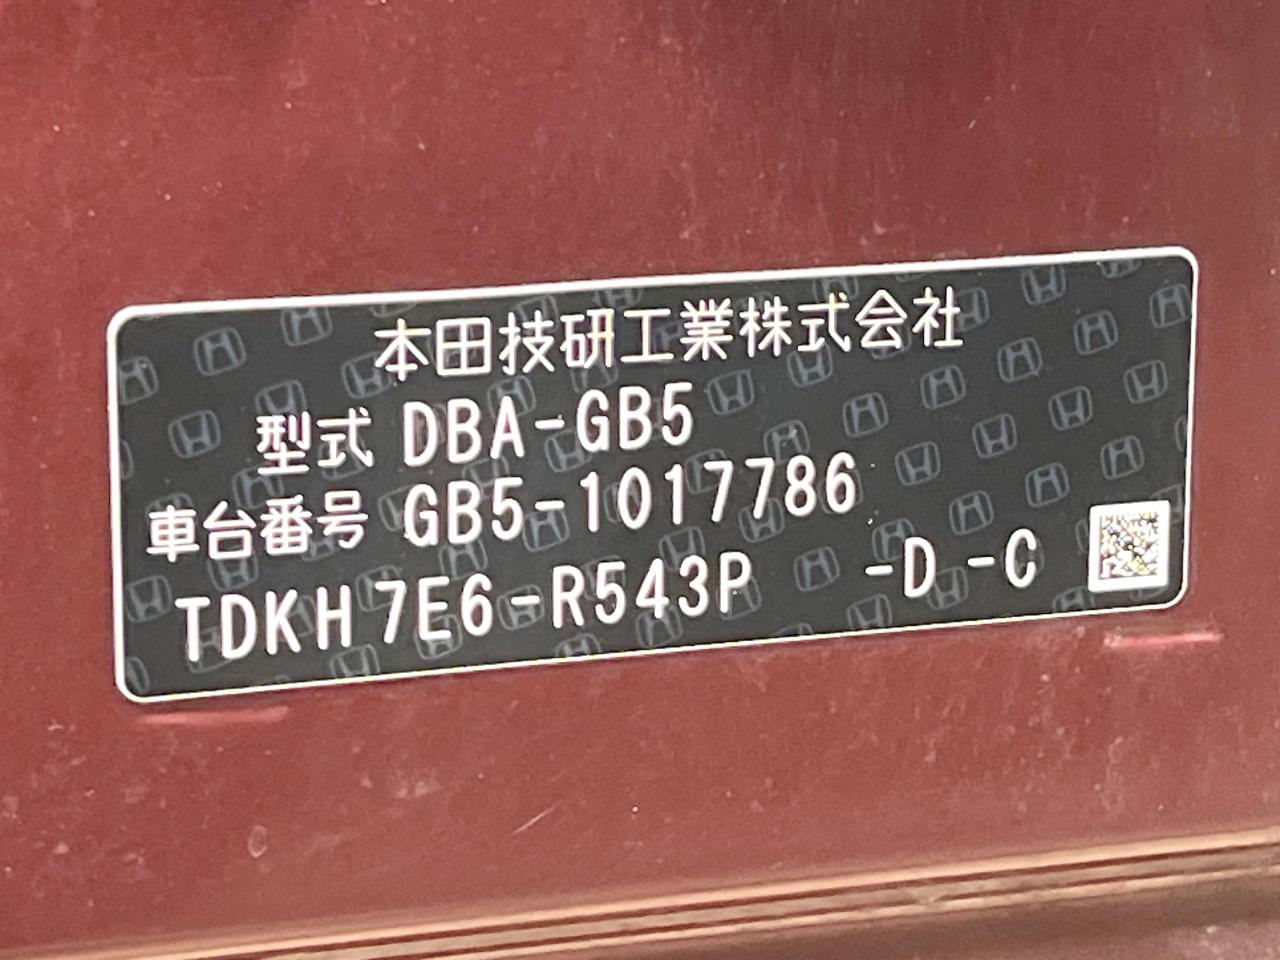 本田技研工業株式会社
型式 DBA-GB5
車台番号 GB5-1017786
TDKH7E6-R543P -D -C